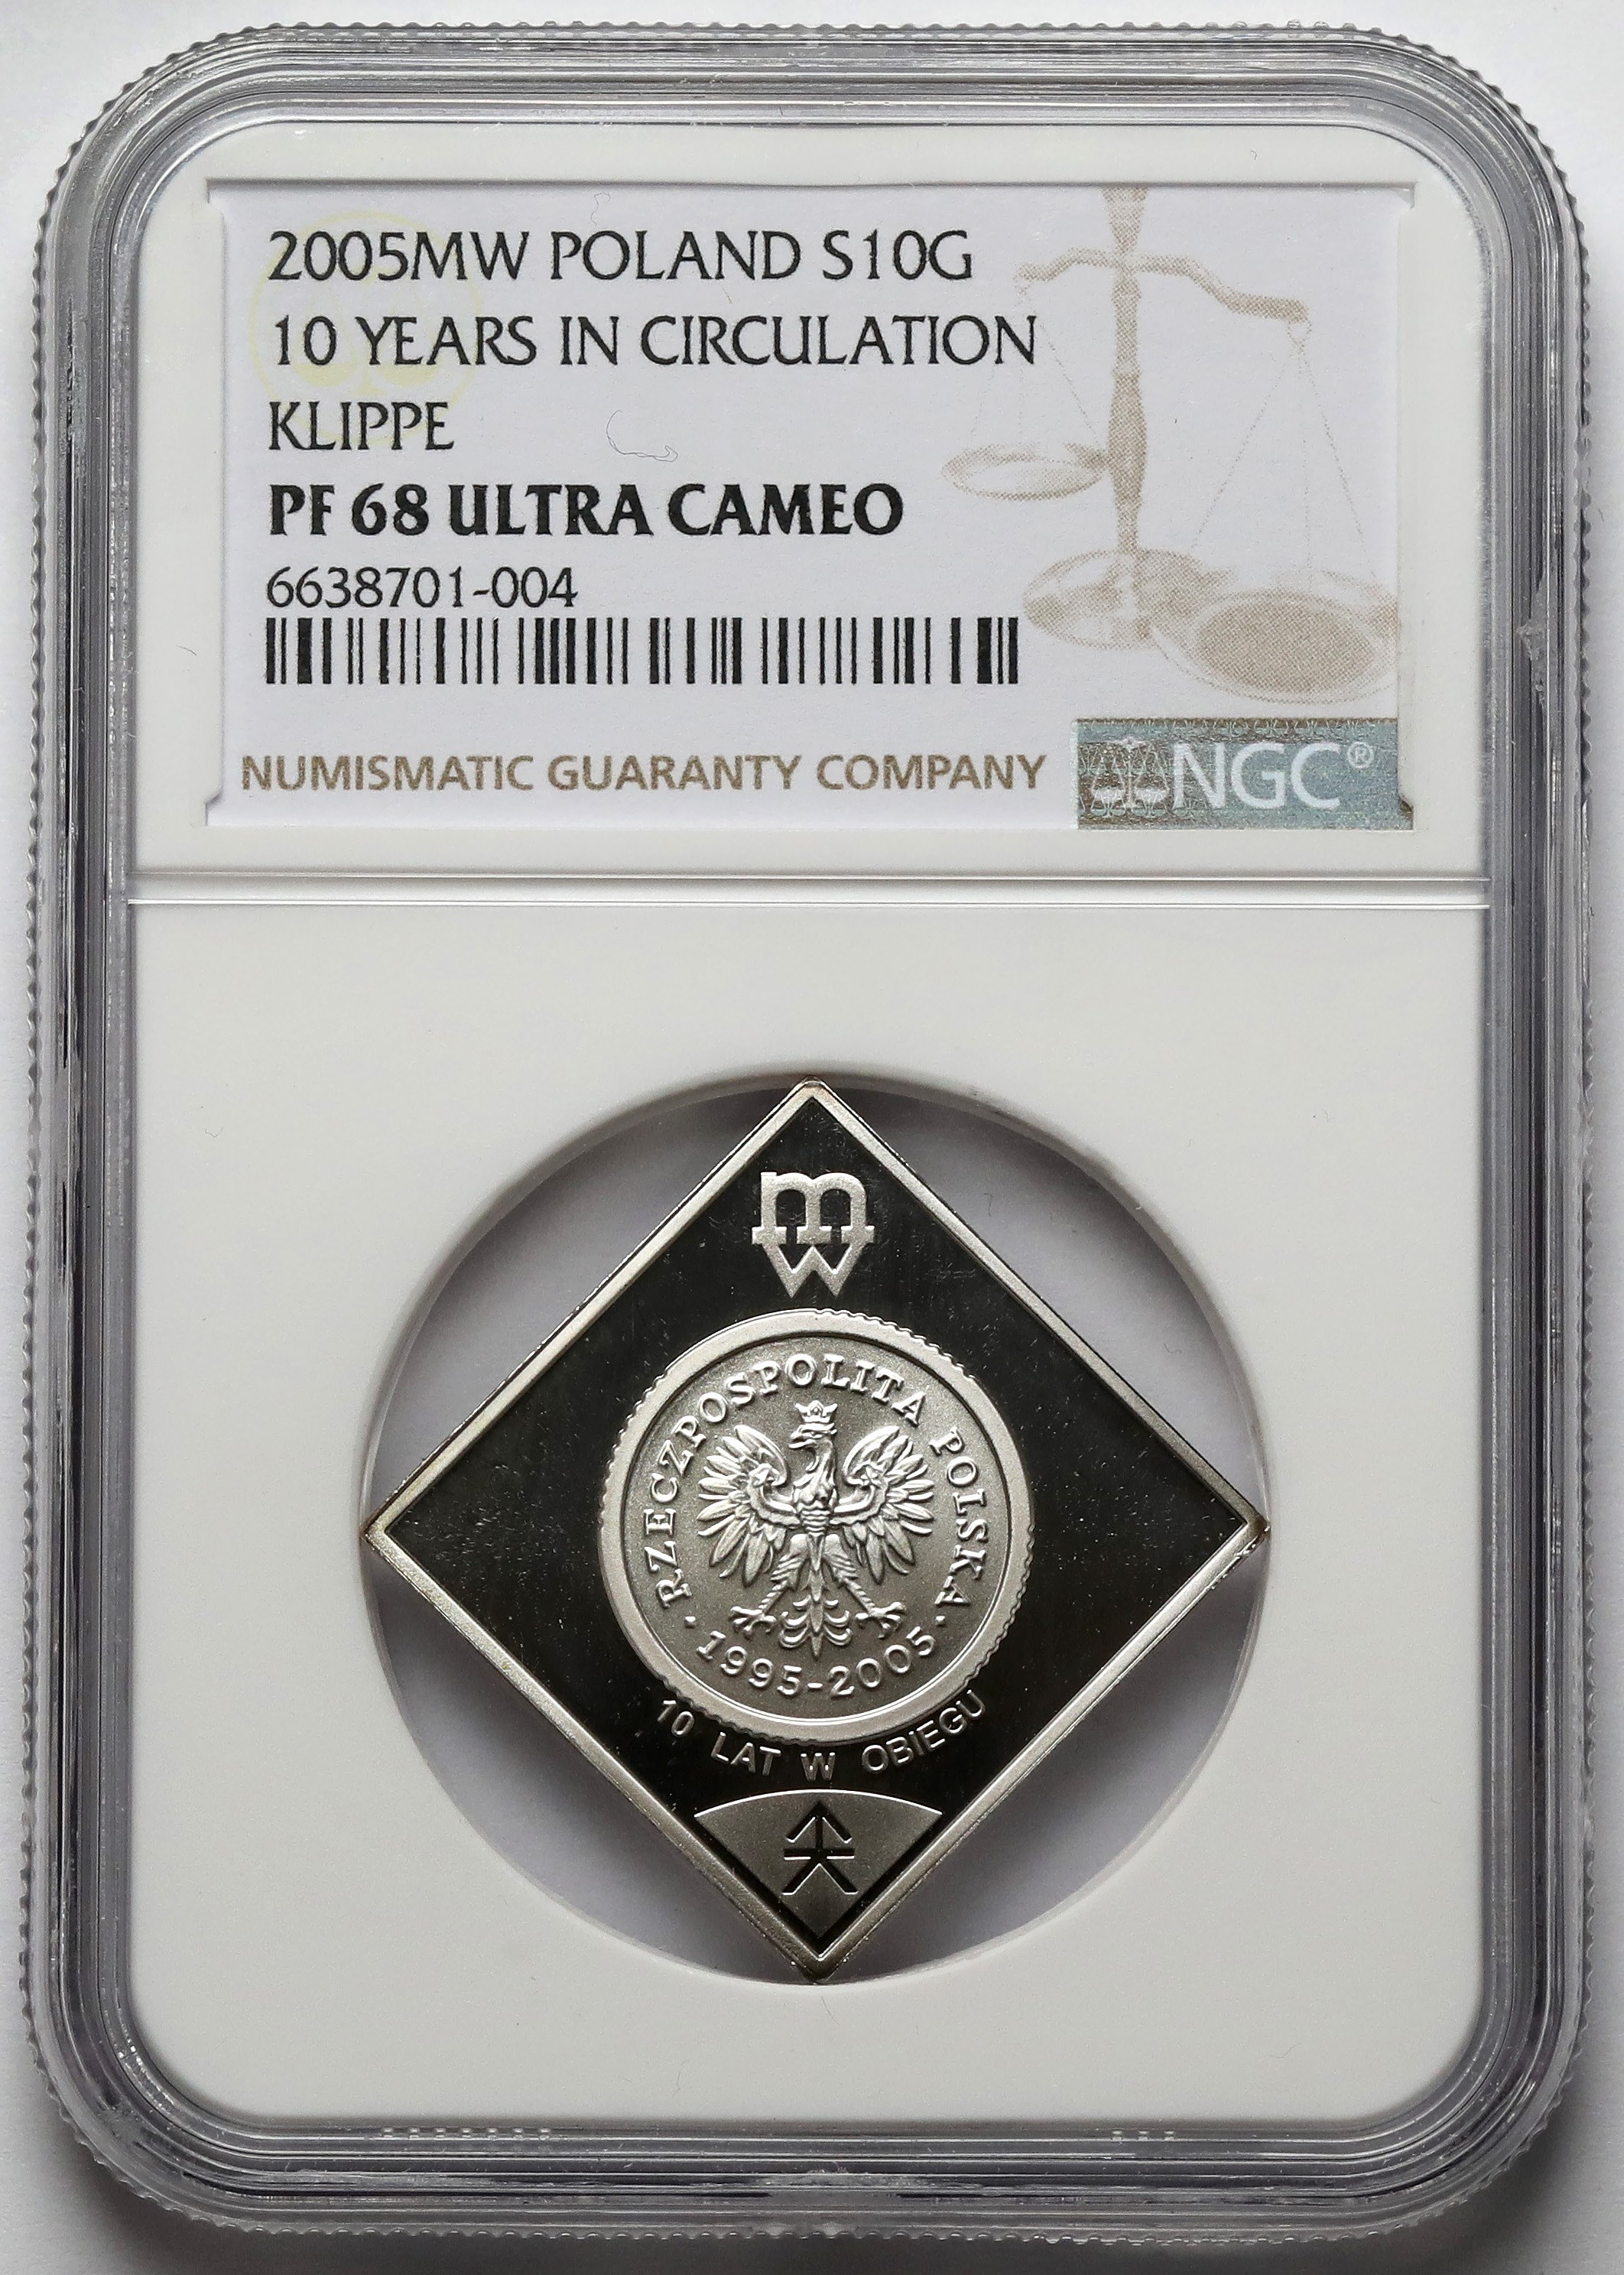 2005MW POLAND S10G
10 YEARS IN CIRCULATION
KLIPPE
PF 68 ULTRA CAMEO
6638701-004
NUMISMATIC GUARANTY COMPANY
NGC®
mw
RZECZPOSPOLITA POLSKA
1995-2005
10 LAT W OBIEGU